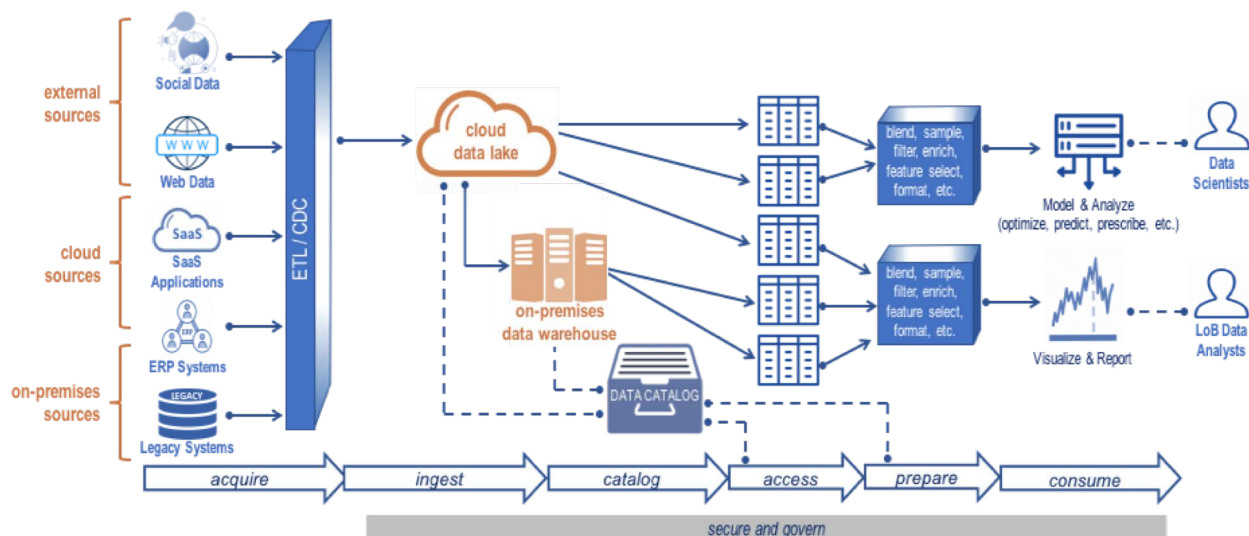 external
sources
cloud
sources
on-premises
sources
Social Data
WWW
Web Data
SaaS
SaaS
Applications
ERP
ERP Systems
LEGACY
Legacy Systems
ETL / CDC
cloud
data lake
on-premises
data warehouse
DATA CATALOG
blend, sample,
filter, enrich,
feature select,
format, etc.
blend, sample,
filter, enrich,
feature select,
format, etc.
Model & Analyze
(optimize, predict, prescribe, etc.)
Visualize & Report
Data
Scientists
LoB Data
Analysts
acquire
ingest
catalog
access
prepare
consume
secure and govern